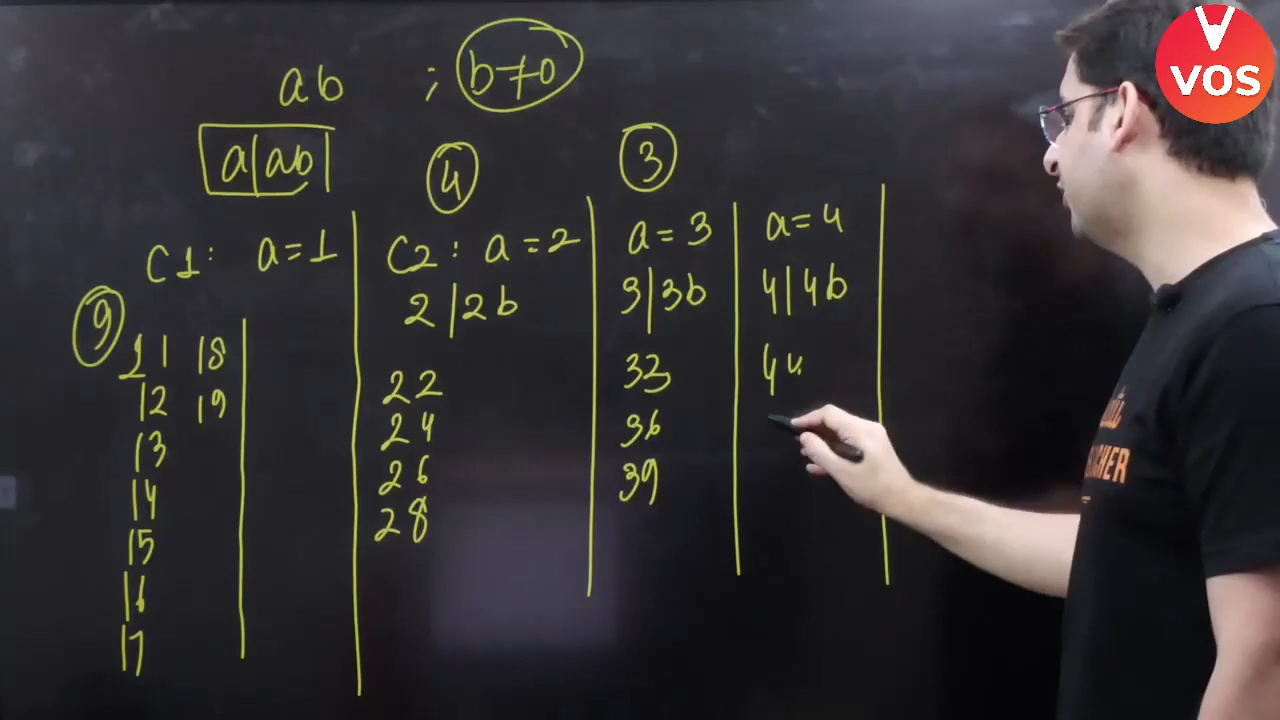 ab ; b≠0
a|ab|
4
3
C1: a=1
9
11 18
12 19
13
14
15
16
17
C2: a=2
2|2b
22
24
26
28
a=3
3|3b
33
36
39
a=4
4|4b
44
VOS